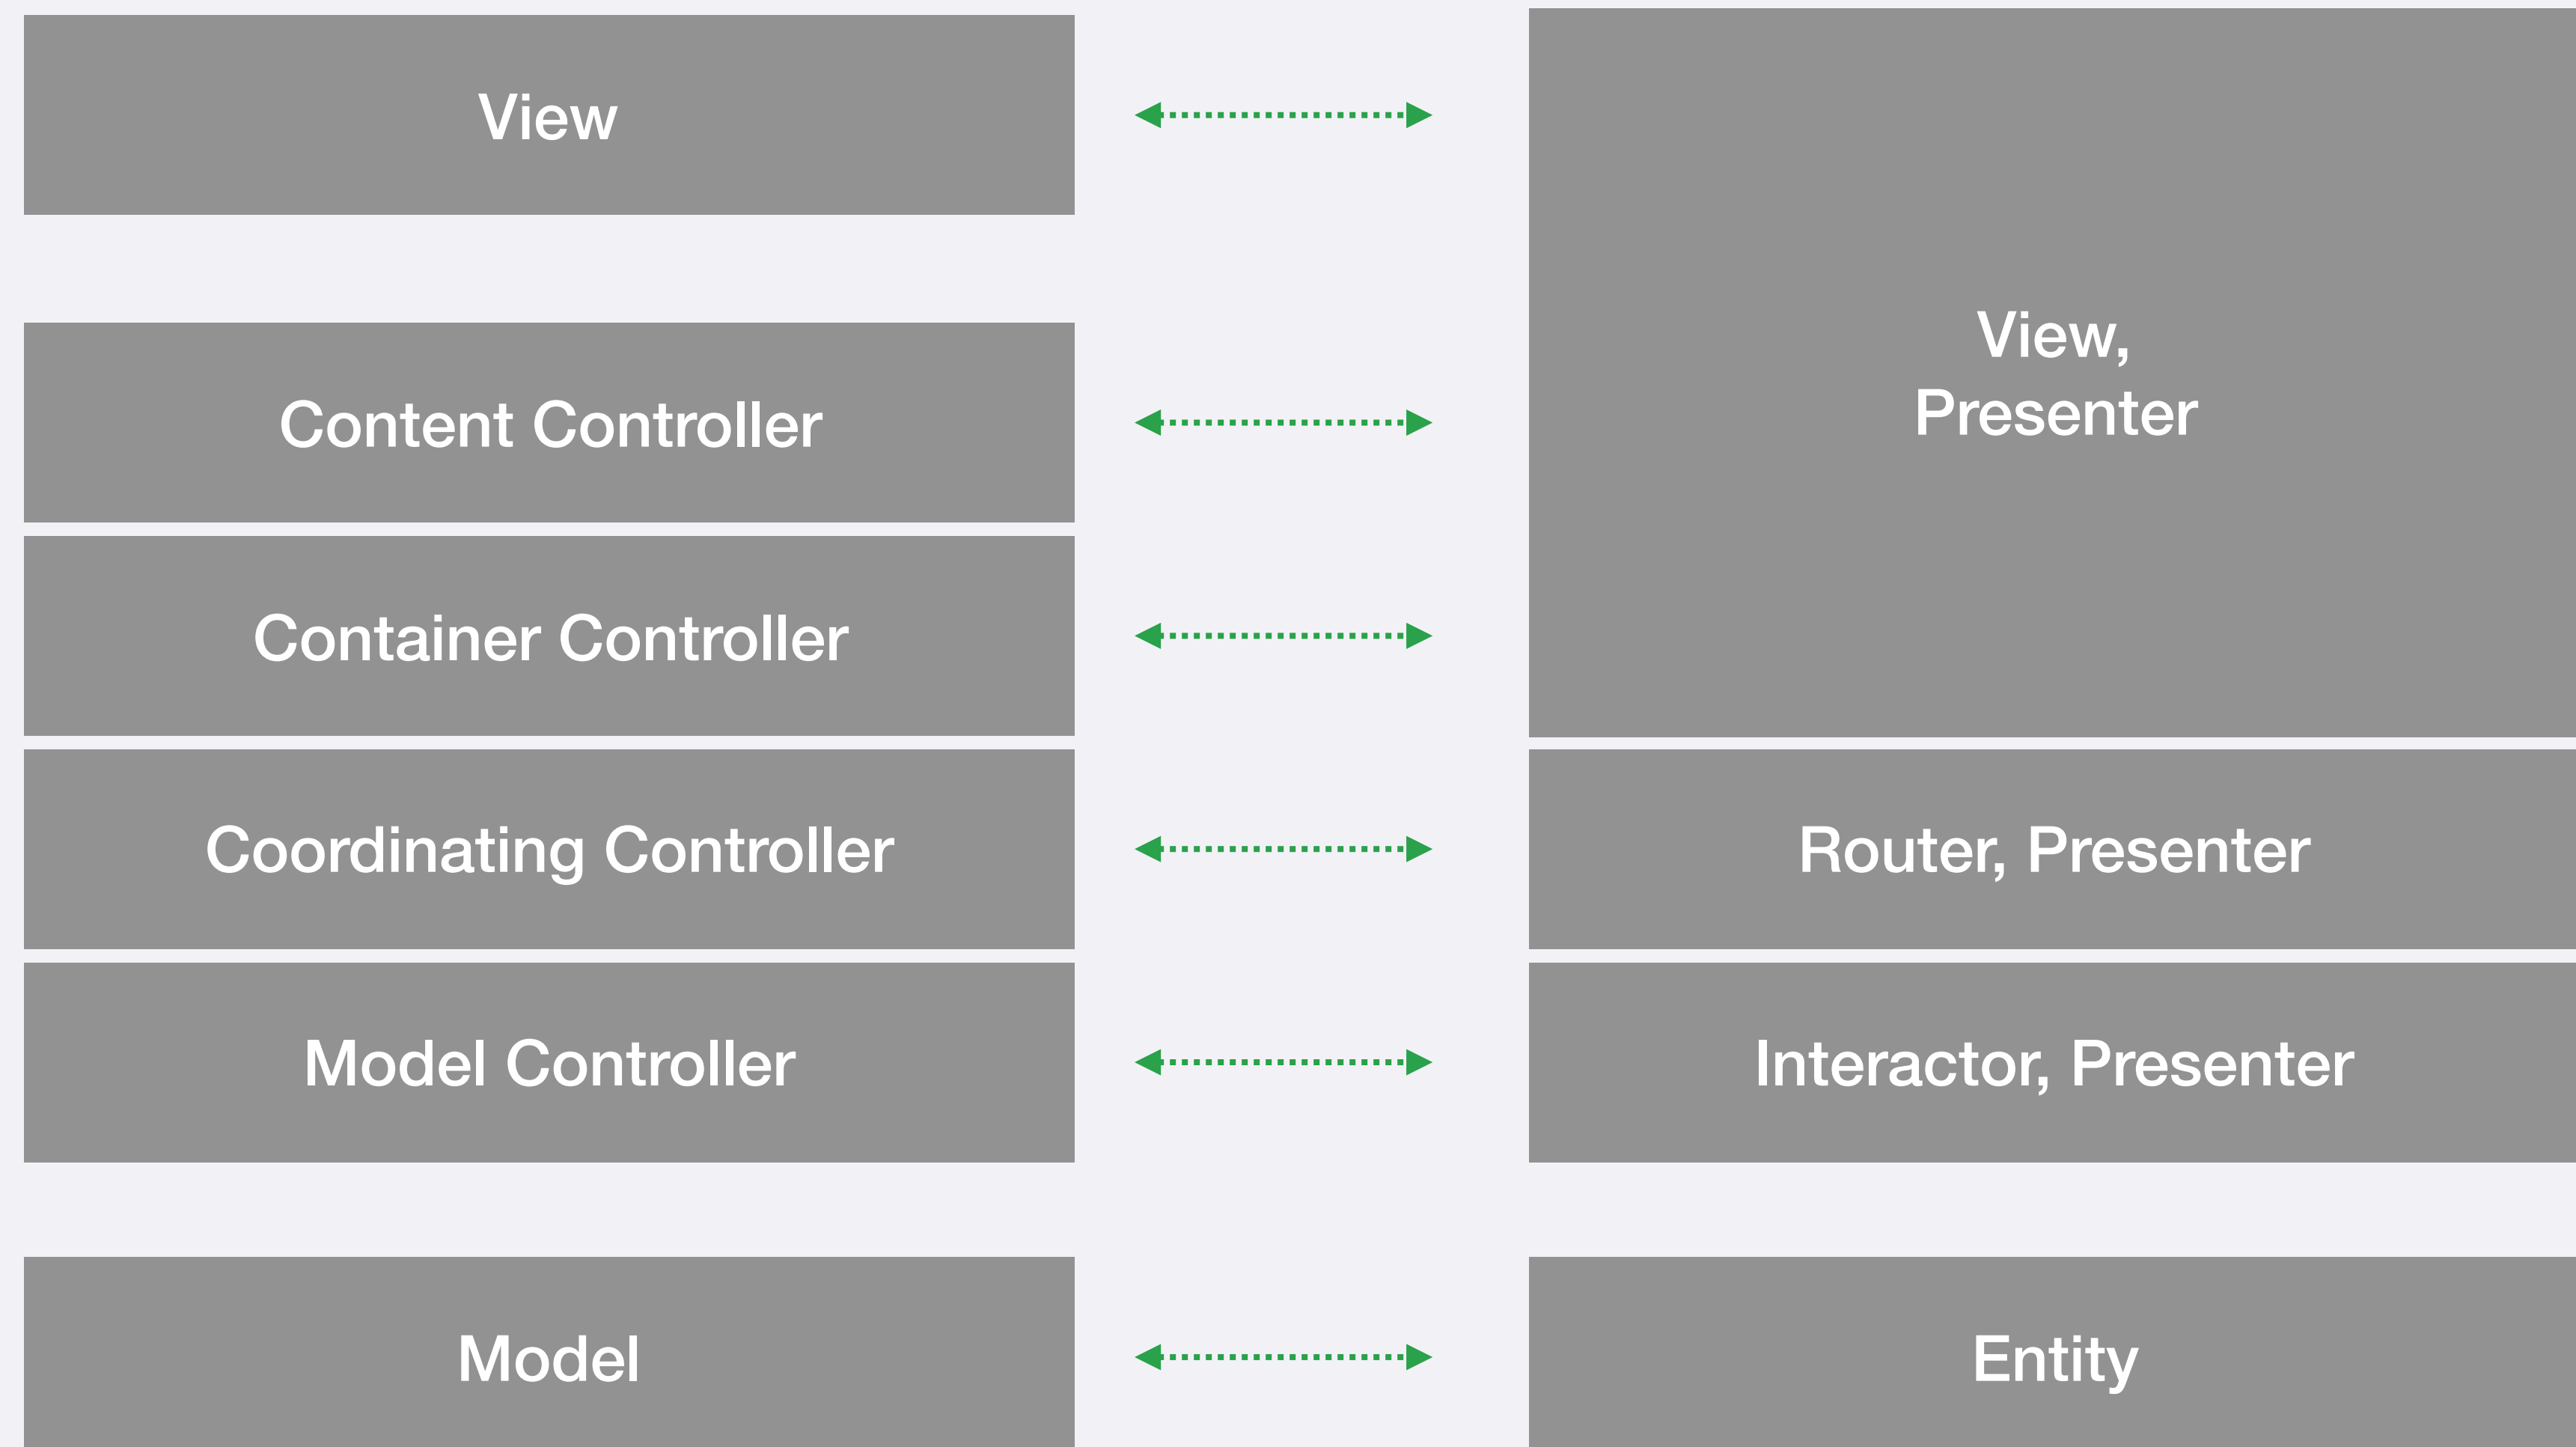 View
Content Controller
Container Controller
Coordinating Controller
Model Controller
Model
View,
Presenter
Router, Presenter
Interactor, Presenter
Entity